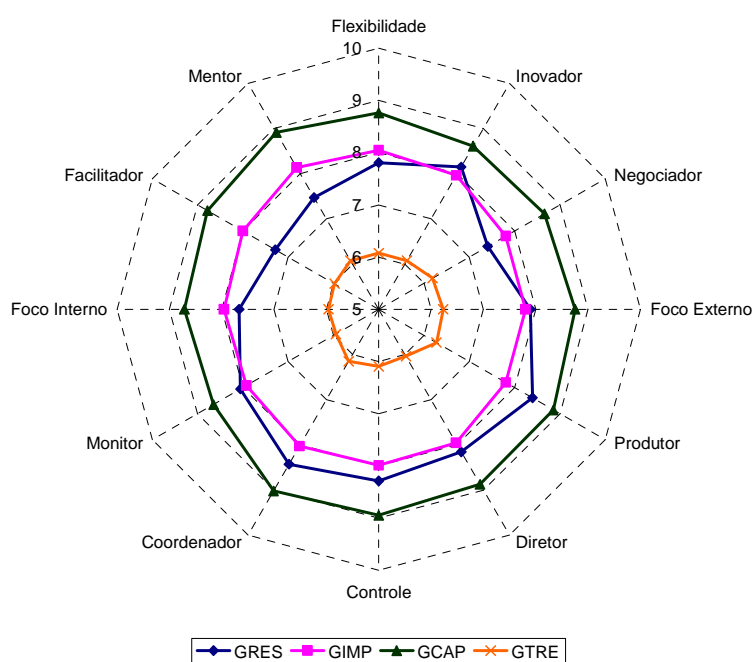 Flexibilidade
10
Mentor
Inovador
9
8
Facilitador
Negociador
7
6
Foco Interno
5
Foco Externo
Monitor
Produtor
Coordenador
Diretor
Controle
GRES GIMP GCAP GTRE